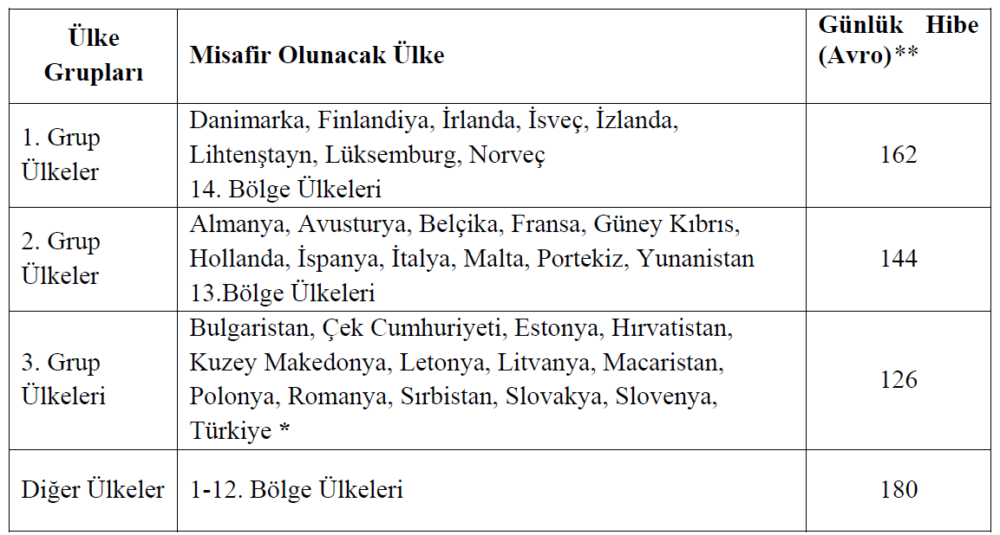 Ülke
Grupları
Misafir Olunacak Ülke
Günlük Hibe
(Avro)**
1. Grup
Ülkeler
Danimarka, Finlandiya, İrlanda, İsveç, İzlanda,
Lihtenştayn, Lüksemburg, Norveç
14. Bölge Ülkeleri
162
2. Grup
Ülkeler
Almanya, Avusturya, Belçika, Fransa, Güney Kıbrıs,
Hollanda, İspanya, İtalya, Malta, Portekiz, Yunanistan
13.Bölge Ülkeleri
144
3. Grup
Ülkeleri
Bulgaristan, Çek Cumhuriyeti, Estonya, Hırvatistan,
Kuzey Makedonya, Letonya, Litvanya, Macaristan,
Polonya, Romanya, Sırbistan, Slovakya, Slovenya,
Türkiye *
126
Diğer Ülkeler
1-12. Bölge Ülkeleri
180